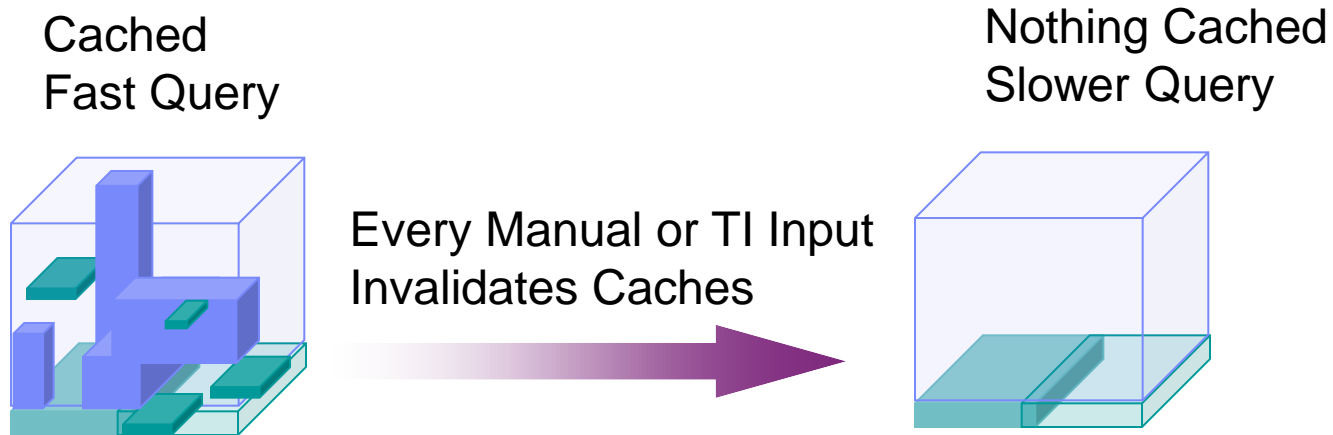 Cached
Fast Query
Nothing Cached
Slower Query
Every Manual or TI Input
Invalidates Caches